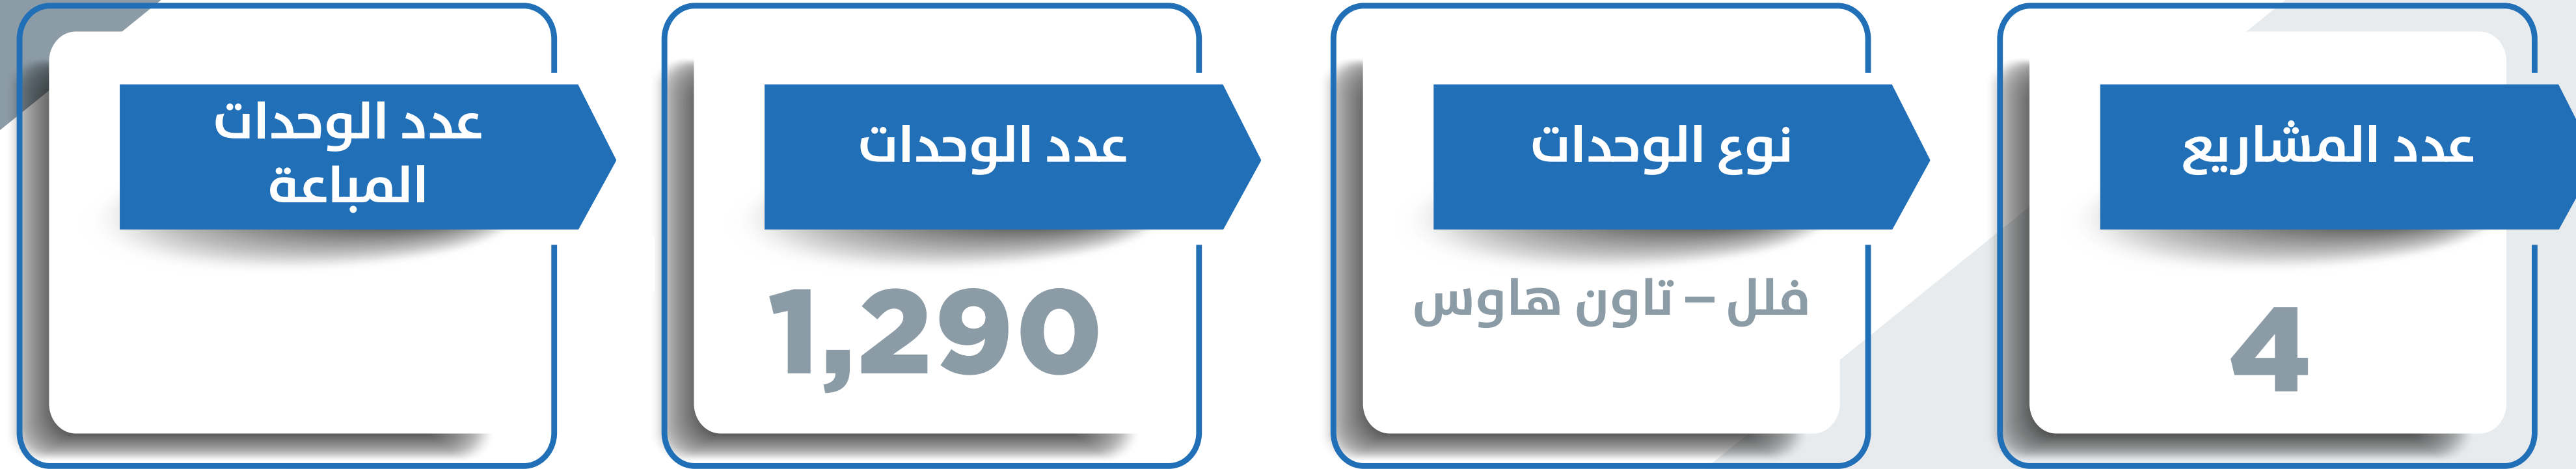 عدد المشاريع
4
نوع الوحدات
فلل – تاون هاوس
عدد الوحدات
1,290
عدد الوحدات
المباعة